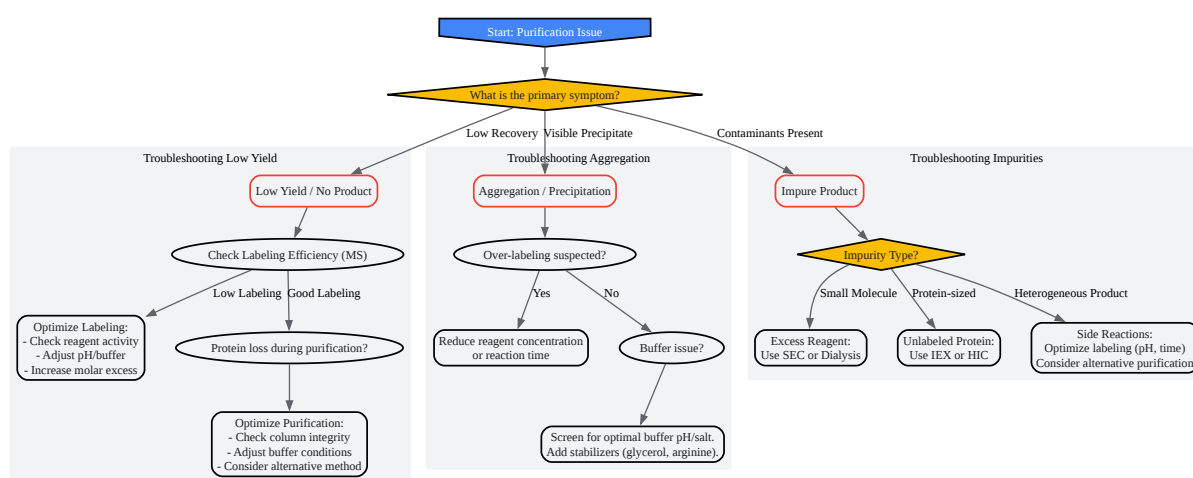 Start: Purification Issue
What is the primary symptom?
Low Recovery
Visible Precipitate
Contaminants Present
Troubleshooting Low Yield
Low Yield / No Product
Check Labeling Efficiency (MS)
Low Labeling
Good Labeling
Optimize Labeling:
- Check reagent activity
- Adjust pH/buffer
- Increase molar excess
Protein loss during purification?
Optimize Purification:
- Check column integrity
- Adjust buffer conditions
- Consider alternative method
Troubleshooting Aggregation
Aggregation / Precipitation
Over-labeling suspected?
Yes
No
Reduce reagent concentration
or reaction time
Buffer issue?
Screen for optimal buffer pH/salt.
Add stabilizers (glycerol, arginine).
Troubleshooting Impurities
Impure Product
Impurity Type?
Small Molecule
Protein-sized
Heterogeneous Product
Excess Reagent:
Use SEC or Dialysis
Unlabeled Protein:
Use IEX or HIC
Side Reactions:
Optimize labeling (pH, time)
Consider alternative purification